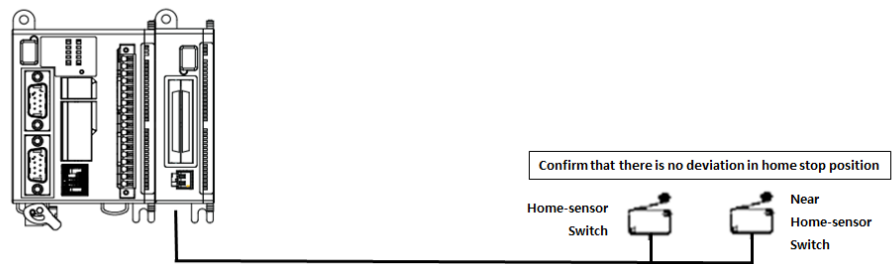 Confirm that there is no deviation in home stop position
Home-sensor
Switch
Near
Home-sensor
Switch